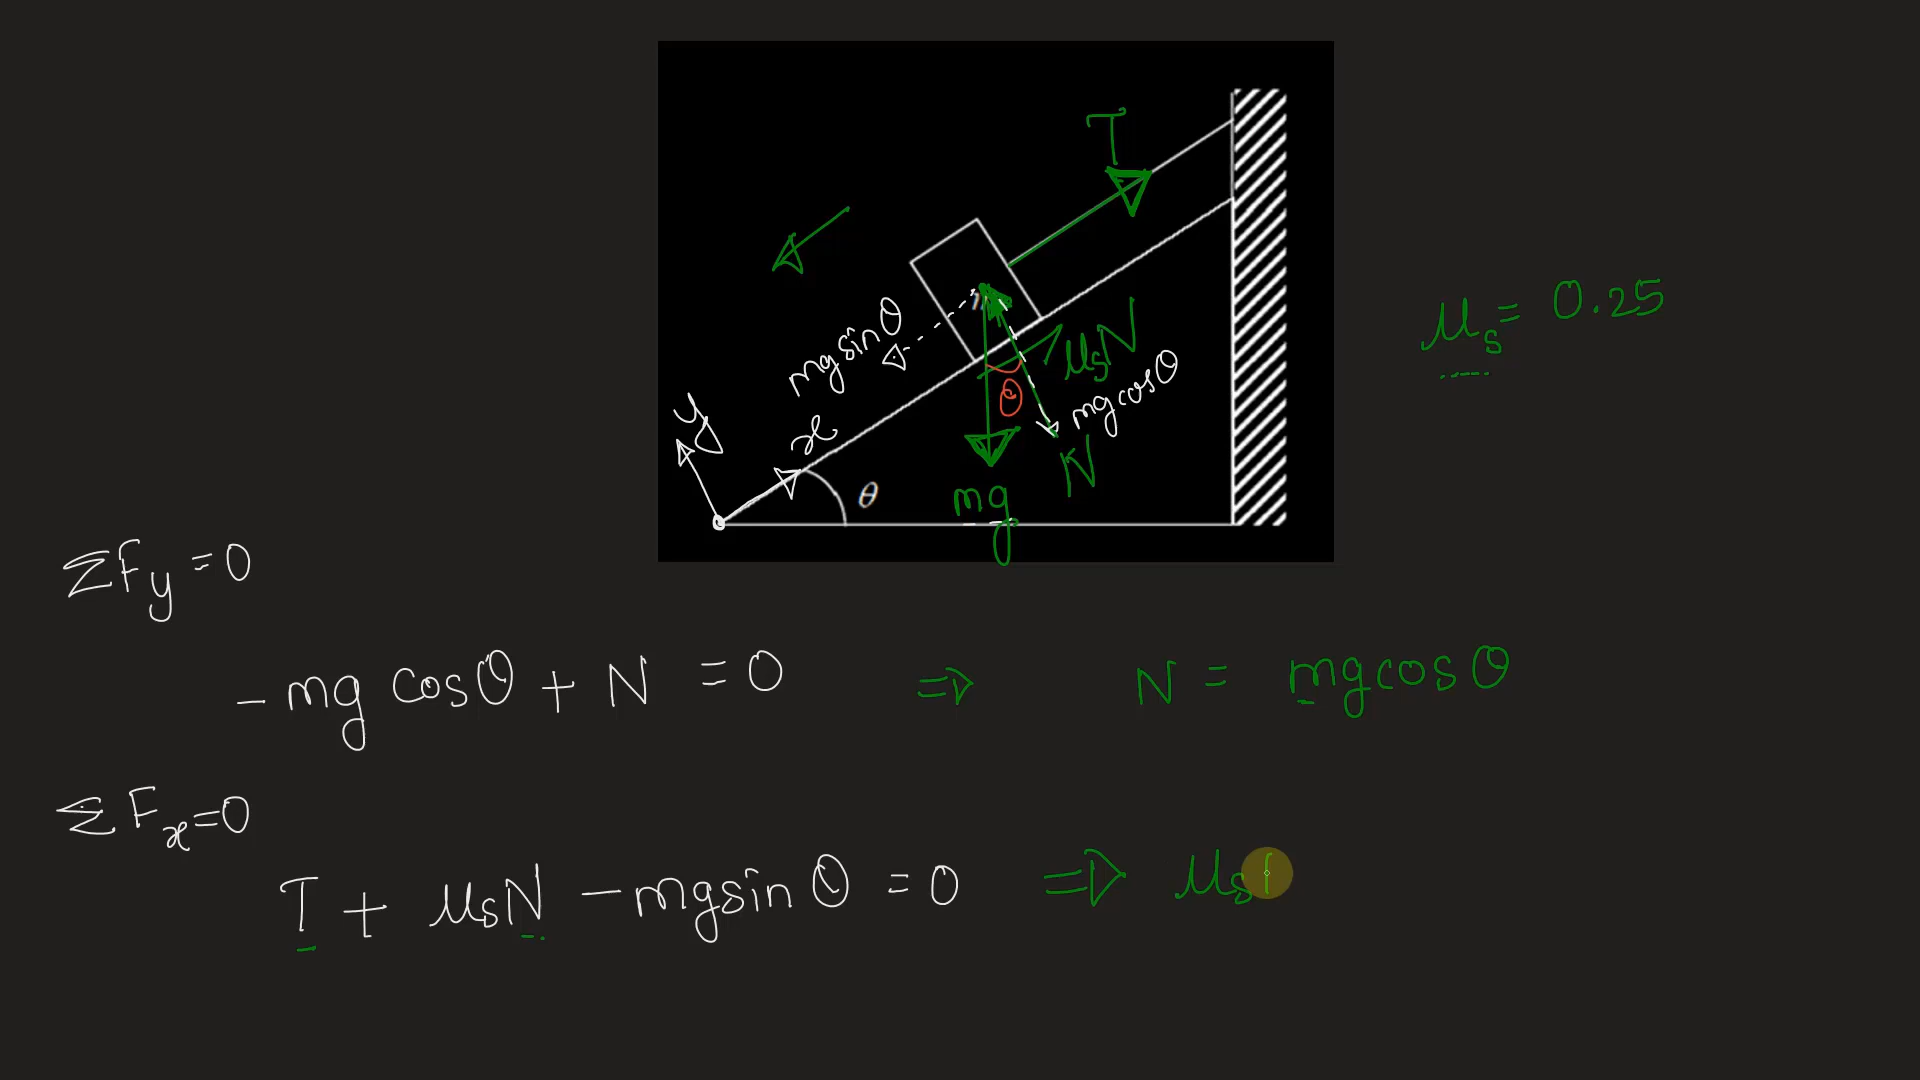 T
μₛ = 0.25
mg sinθ
μₛN
mg cosθ
θ
y
x
N
θ
mg
ΣFy = 0
- mg cosθ + N = 0 ⇒ N = mg cosθ
ΣFx = 0
T + μₛN - mg sinθ = 0 ⇒ μₛ